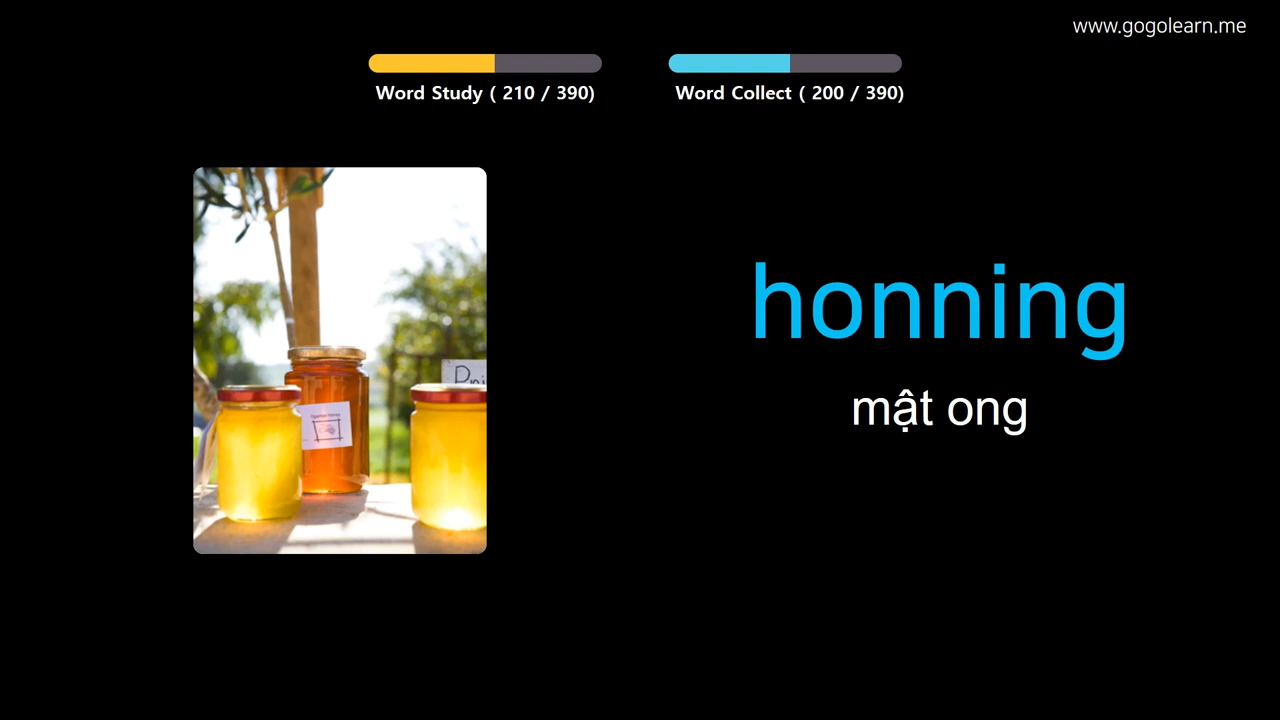 www.gogolearn.me
Word Study ( 210 / 390)
Word Collect ( 200 / 390)
honning
mật ong